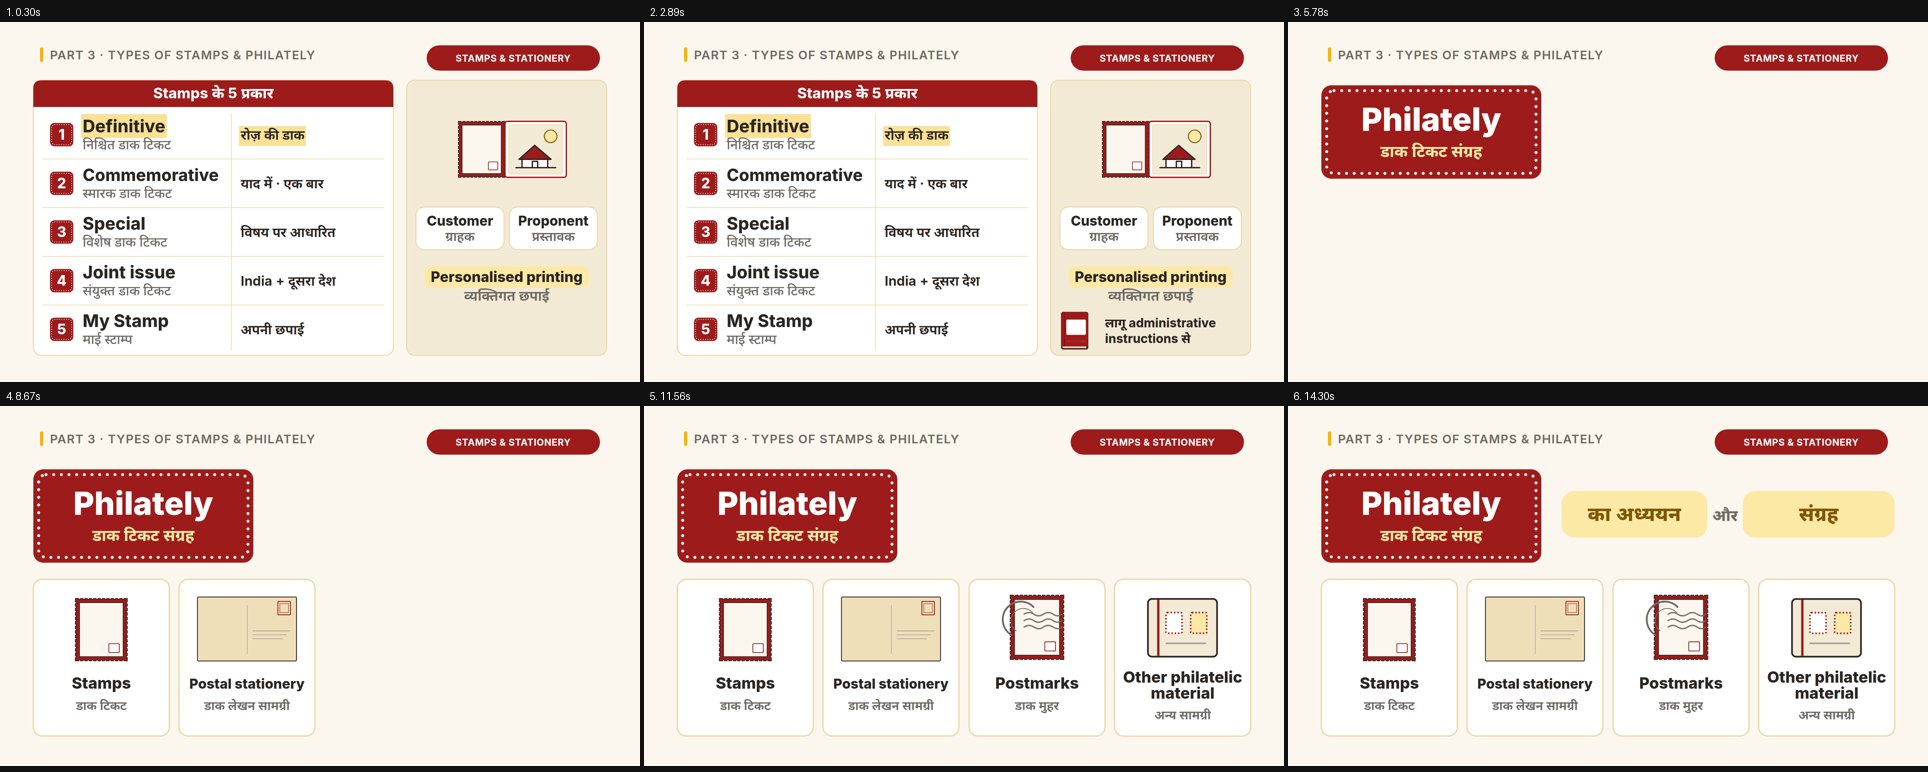 1. 0.30s
PART 3 · TYPES OF STAMPS & PHILATELY
STAMPS & STATIONERY
Stamps के 5 प्रकार
1 Definitive रोज़ की डाक
निश्चित डाक टिकट
2 Commemorative याद में · एक बार
स्मारक डाक टिकट
3 Special विषय पर आधारित
विशेष डाक टिकट
4 Joint issue India + दूसरा देश
संयुक्त डाक टिकट
5 My Stamp अपनी छपाई
माई स्टाम्प
Customer
ग्राहक
Proponent
प्रस्तावक
Personalised printing
व्यक्तिगत छपाई
2. 2.89s
PART 3 · TYPES OF STAMPS & PHILATELY
STAMPS & STATIONERY
Stamps के 5 प्रकार
1 Definitive रोज़ की डाक
निश्चित डाक टिकट
2 Commemorative याद में · एक बार
स्मारक डाक टिकट
3 Special विषय पर आधारित
विशेष डाक टिकट
4 Joint issue India + दूसरा देश
संयुक्त डाक टिकट
5 My Stamp अपनी छपाई
माई स्टाम्प
Customer
ग्राहक
Proponent
प्रस्तावक
Personalised printing
व्यक्तिगत छपाई
लागू administrative
instructions से
3. 5.78s
PART 3 · TYPES OF STAMPS & PHILATELY
STAMPS & STATIONERY
Philately
डाक टिकट संग्रह
4. 8.67s
PART 3 · TYPES OF STAMPS & PHILATELY
STAMPS & STATIONERY
Philately
डाक टिकट संग्रह
Stamps
डाक टिकट
Postal stationery
डाक लेखन सामग्री
5. 11.56s
PART 3 · TYPES OF STAMPS & PHILATELY
STAMPS & STATIONERY
Philately
डाक टिकट संग्रह
Stamps
डाक टिकट
Postal stationery
डाक लेखन सामग्री
Postmarks
डाक मुहर
Other philatelic
material
अन्य सामग्री
6. 14.30s
PART 3 · TYPES OF STAMPS & PHILATELY
STAMPS & STATIONERY
Philately
डाक टिकट संग्रह
का अध्ययन और संग्रह
Stamps
डाक टिकट
Postal stationery
डाक लेखन सामग्री
Postmarks
डाक मुहर
Other philatelic
material
अन्य सामग्री